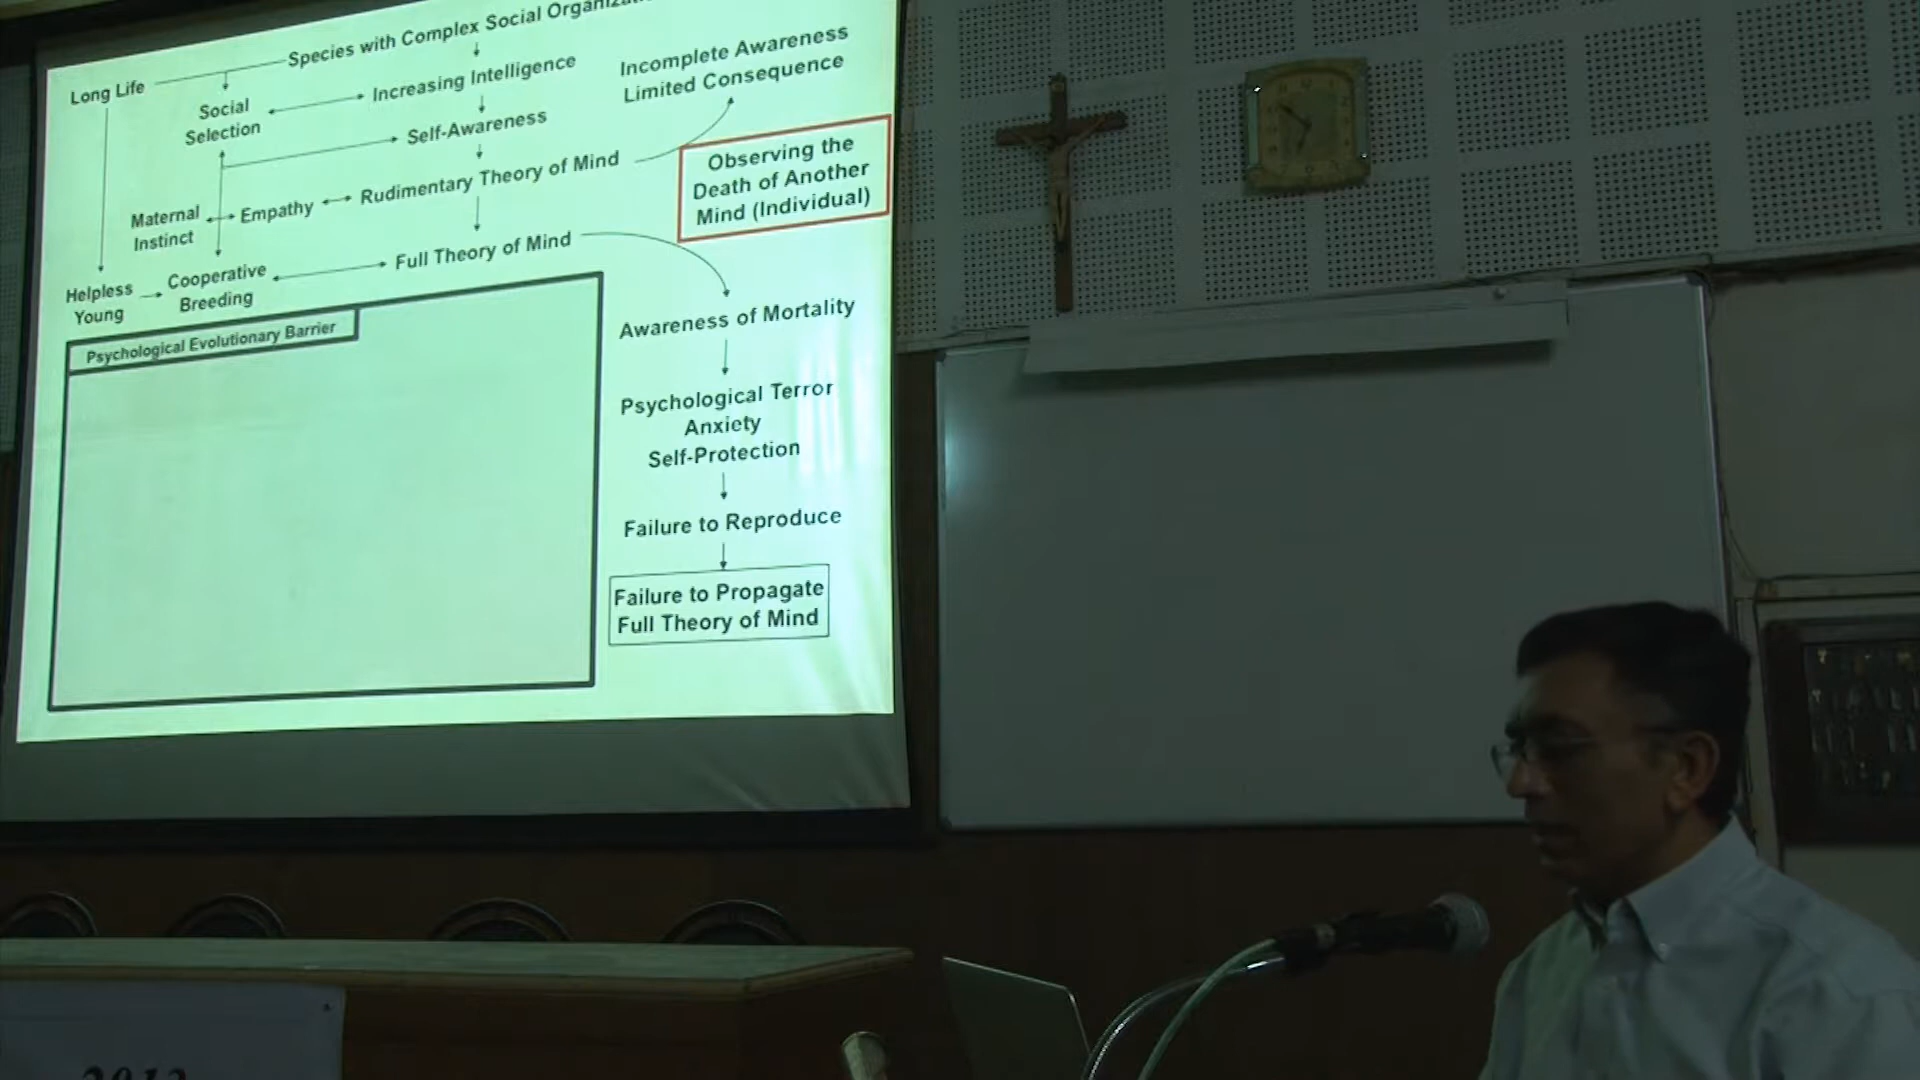 Species with Complex Social
Long Life
Social
Selection
Increasing Intelligence
Incomplete Awareness
Limited Consequence
Self-Awareness
Observing the
Death of Another
Mind (Individual)
Rudimentary Theory of Mind
Maternal
Instinct
Empathy
Full Theory of Mind
Helpless
Young
Cooperative
Breeding
Psychological Evolutionary Barrier
Awareness of Mortality
Psychological Terror
Anxiety
Self-Protection
Failure to Reproduce
Failure to Propagate
Full Theory of Mind